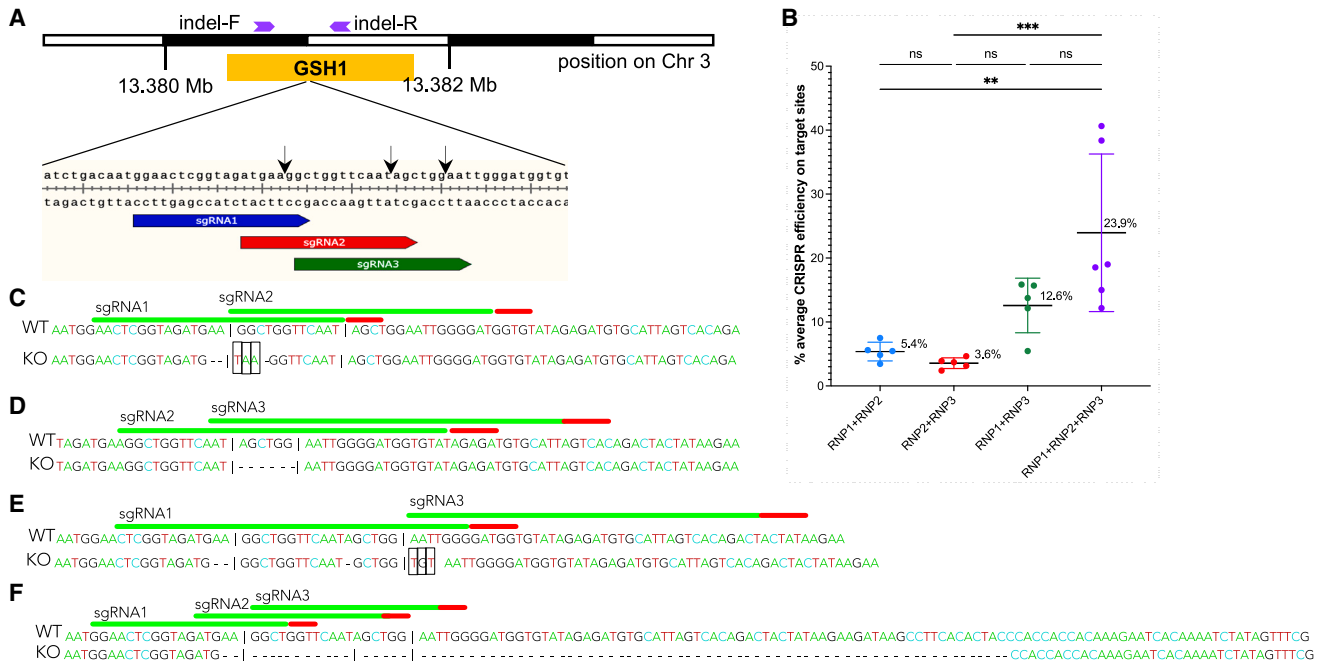 A
indel-F
indel-R
GSH1
position on Chr 3
13.380 Mb
13.382 Mb
atctgacaatggaactcggtagatgaaggctggttcaatagctggaattgggatggtgt
tagactgttaccttgagccatctacttccgaccaagttatcgaccttaaccctaccaca
sgRNA1
sgRNA2
sgRNA3
B
***
ns ns ns
**
% average CRISPR efficiency on target sites
50
40
30
20
10
0
5.4%
3.6%
12.6%
23.9%
RNP1+RNP2
RNP2+RNP3
RNP1+RNP3
RNP1+RNP2+RNP3
C
sgRNA2
sgRNA1
WT AATGGAACTCGGTAGATGAA | GGCTGGTTCAAT | AGCTGGAATTGGGGATGGTGTATAGAGATGTGCATTAGTCACAGA
KO AATGGAACTCGGTAGATG--| TAA -GGTTCAAT | AGCTGGAATTGGGGATGGTGTATAGAGATGTGCATTAGTCACAGA
D
sgRNA3
sgRNA2
WT TAGATGAAGGCTGGTTCAAT | AGCTGG | AATTGGGGATGGTGTATAGAGATGTGCATTAGTCACAGACTACTATAAGAA
KO TAGATGAAGGCTGGTTCAAT |------| AATTGGGGATGGTGTATAGAGATGTGCATTAGTCACAGACTACTATAAGAA
E
sgRNA3
sgRNA1
WT AATGGAACTCGGTAGATGAA | GGCTGGTTCAATAGCTGG | AATTGGGGATGGTGTATAGAGATGTGCATTAGTCACAGACTACTATAAGAA
KO AATGGAACTCGGTAGATG--| GGCTGGTTCAAT-GCTGG | TGT AATTGGGGATGGTGTATAGAGATGTGCATTAGTCACAGACTACTATAAGAA
F
sgRNA3
sgRNA2
sgRNA1
WT AATGGAACTCGGTAGATGAA | GGCTGGTTCAATAGCTGG | AATTGGGGATGGTGTATAGAGATGTGCATTAGTCACAGACTACTATAAGAAGATAAGCCTTCACACTACCCACCACCACAAAGAATCACAAAATCTATAGTTTCG
KO AATGGAACTCGGTAGATG--|------------|------|--------------------------------------------------------------------CCACCACCACAAAGAATCACAAAATCTATAGTTTCG